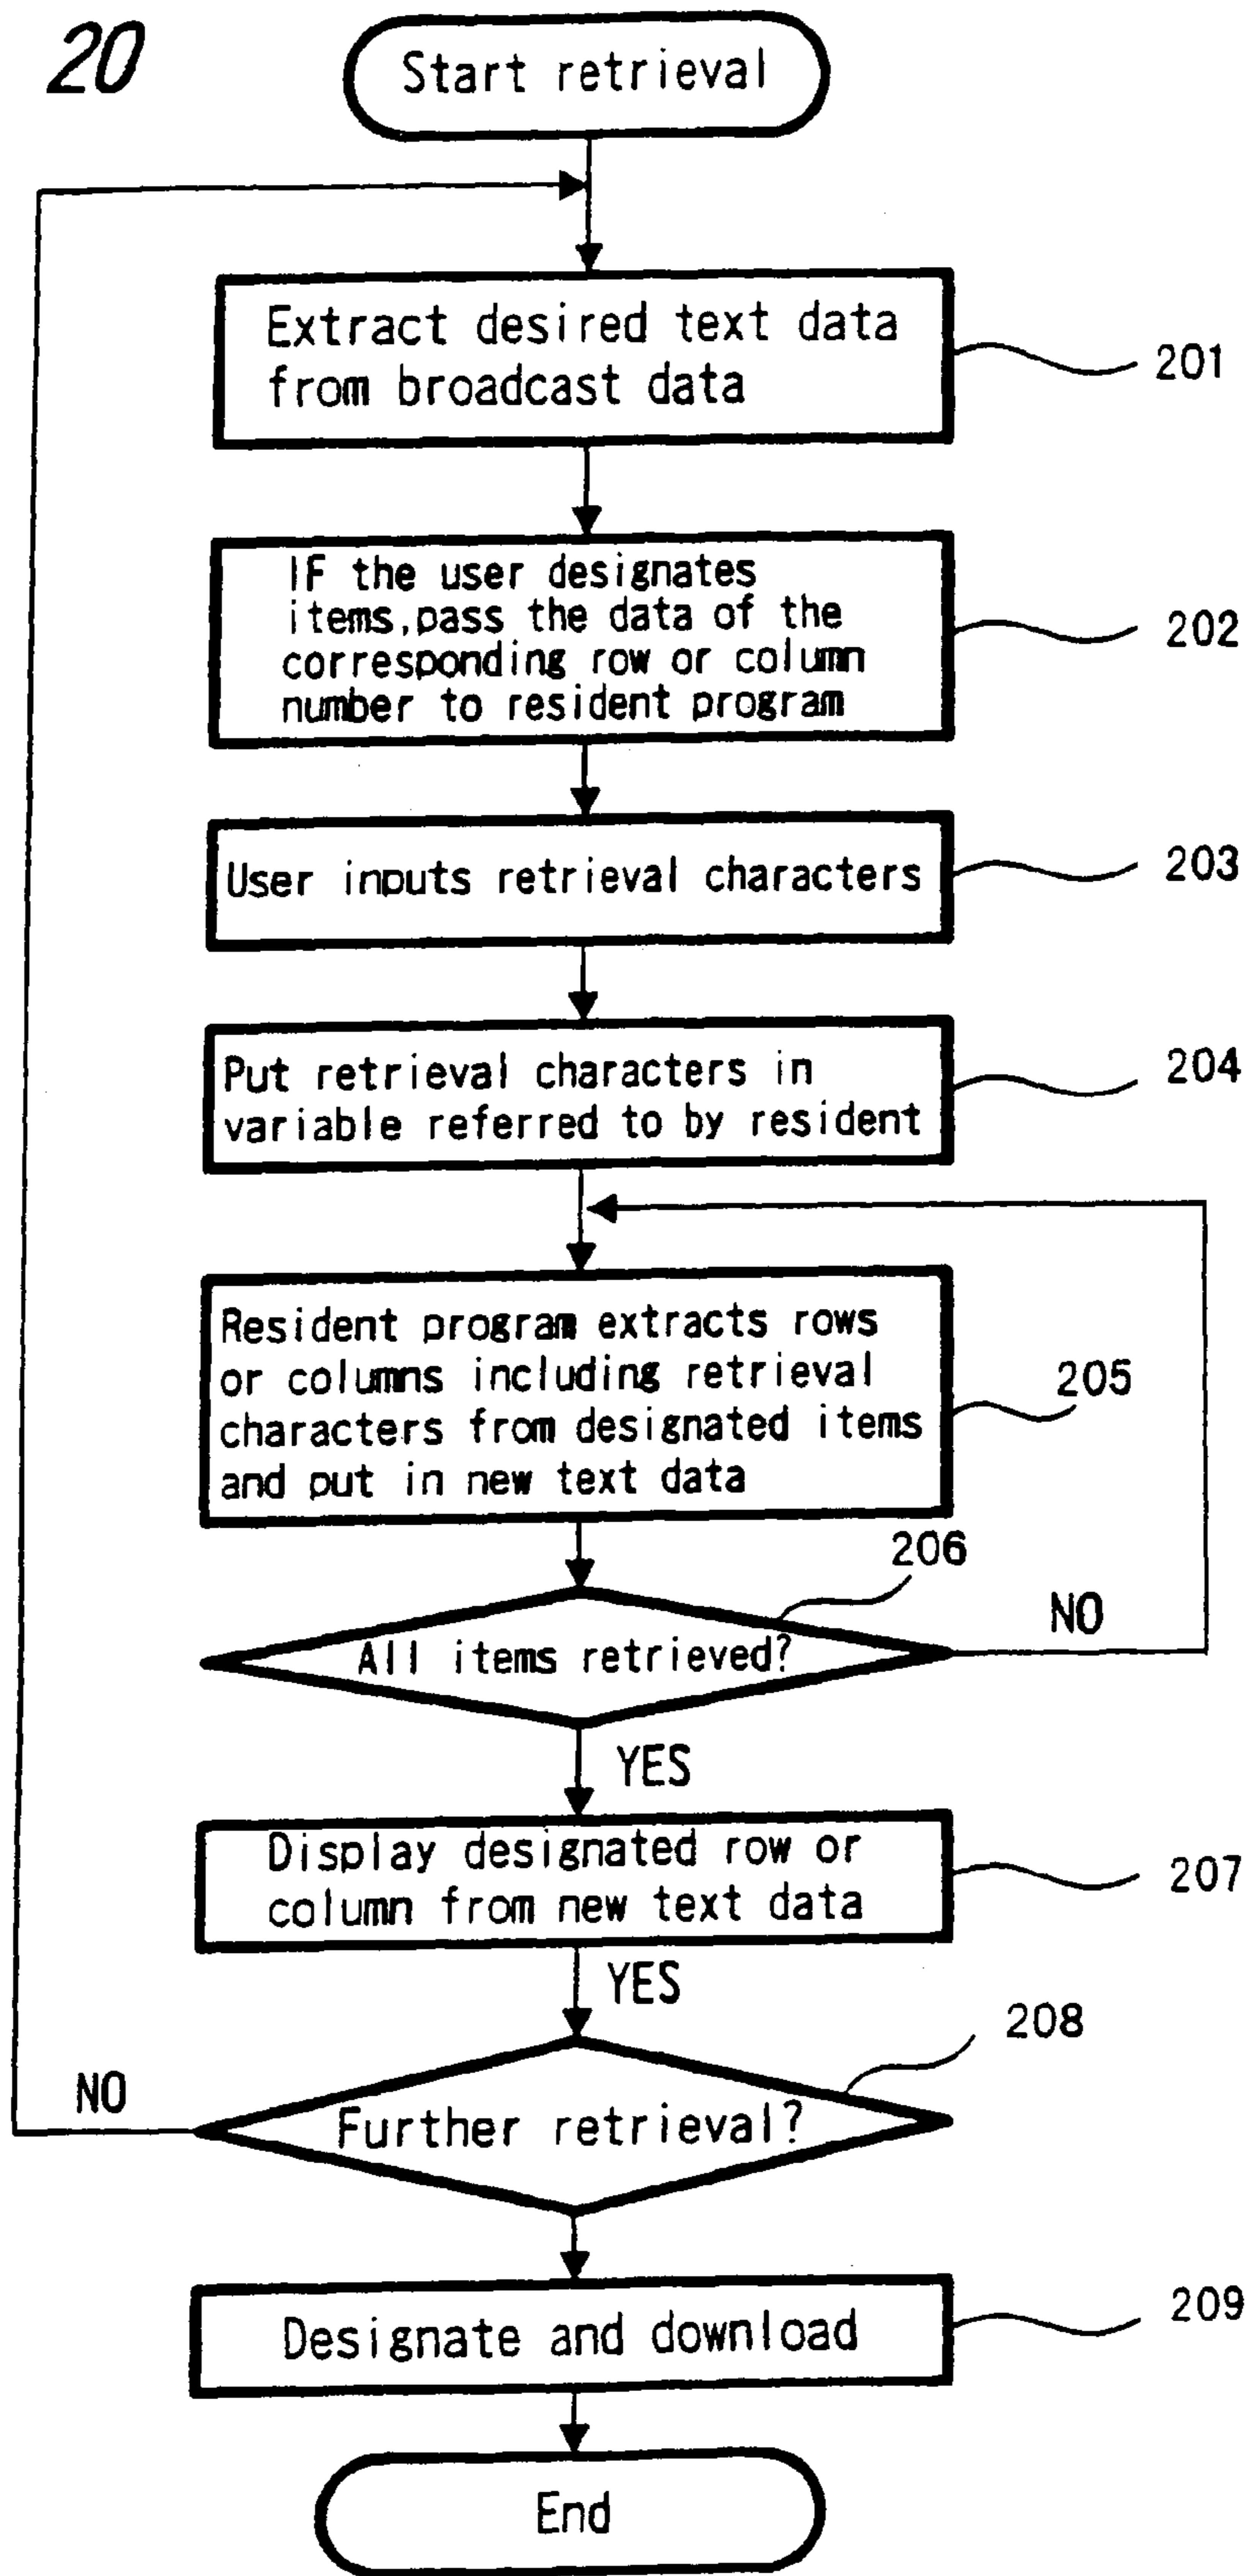 20
Start retrieval
Extract desired text data
from broadcast data
201
IF the user designates
items,pass the data of the
corresponding row or column
number to resident program
202
User inputs retrieval characters
203
Put retrieval characters in
variable referred to by resident
204
Resident program extracts rows
or columns including retrieval
characters from designated items
and put in new text data
205
206
All items retrieved?
NO
YES
Display designated row or
column from new text data
207
YES
208
NO
Further retrieval?
Designate and download
209
End